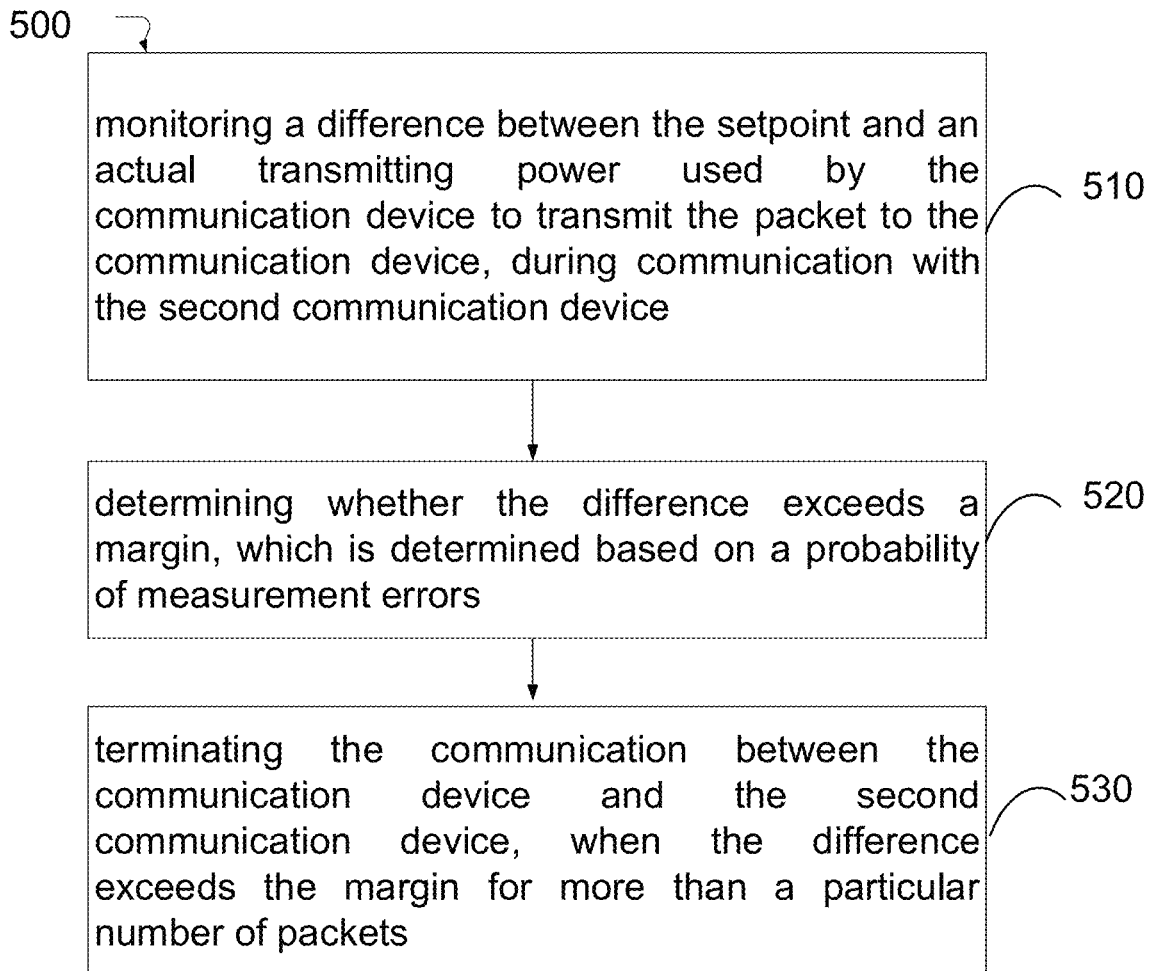 500
monitoring a difference between the setpoint and an
actual transmitting power used by the
communication device to transmit the packet to the
communication device, during communication with
the second communication device
510
determining whether the difference exceeds a
margin, which is determined based on a probability
of measurement errors
520
terminating the communication between the
communication device and the second
communication device, when the difference
exceeds the margin for more than a particular
number of packets
530